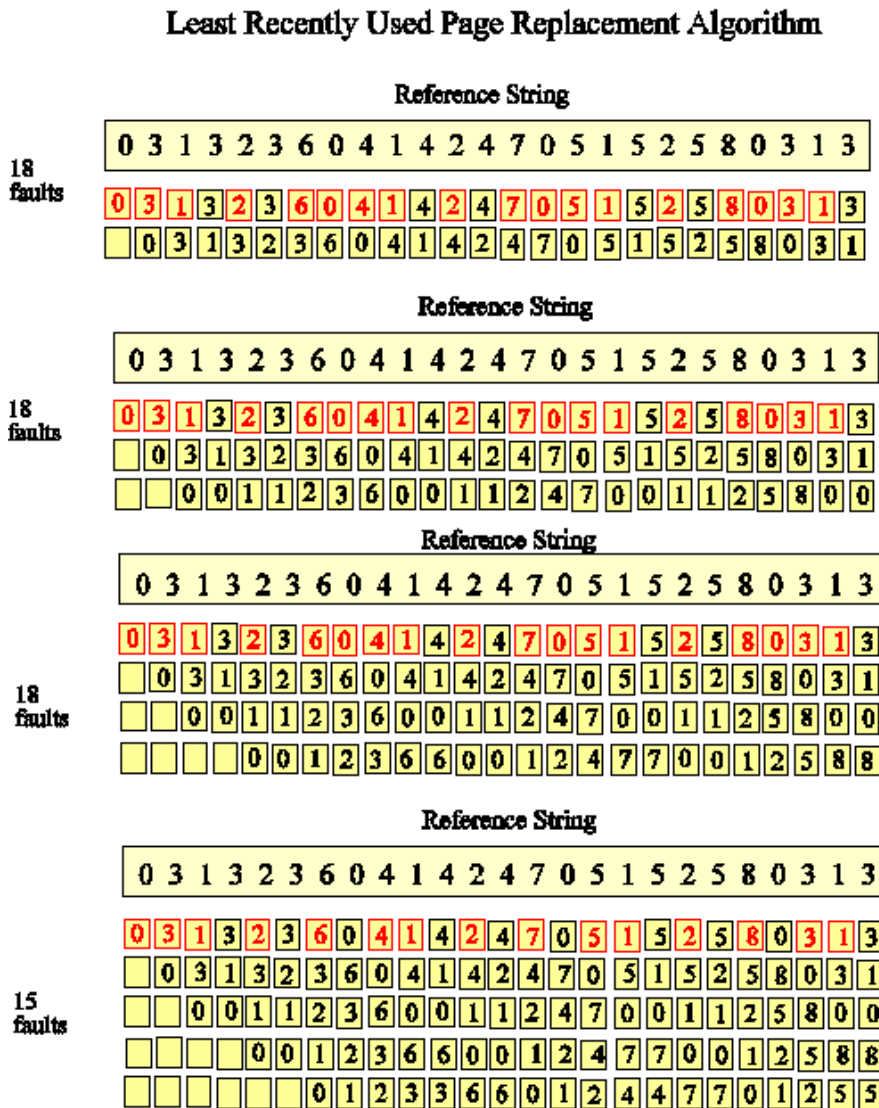 Least Recently Used Page Replacement Algorithm
Reference String
0 3 1 3 2 3 6 0 4 1 4 2 4 7 0 5 1 5 2 5 8 0 3 1 3
18
faults
0 3 1 3 2 3 6 0 4 1 4 2 4 7 0 5 1 5 2 5 8 0 3 1 3
0 3 1 3 2 3 6 0 4 1 4 2 4 7 0 5 1 5 2 5 8 0 3 1
Reference String
0 3 1 3 2 3 6 0 4 1 4 2 4 7 0 5 1 5 2 5 8 0 3 1 3
18
faults
0 3 1 3 2 3 6 0 4 1 4 2 4 7 0 5 1 5 2 5 8 0 3 1 3
0 3 1 3 2 3 6 0 4 1 4 2 4 7 0 5 1 5 2 5 8 0 3 1
0 0 1 1 2 3 6 0 0 1 1 2 4 7 0 0 1 1 2 5 8 0 0
Reference String
0 3 1 3 2 3 6 0 4 1 4 2 4 7 0 5 1 5 2 5 8 0 3 1 3
18
faults
0 3 1 3 2 3 6 0 4 1 4 2 4 7 0 5 1 5 2 5 8 0 3 1 3
0 3 1 3 2 3 6 0 4 1 4 2 4 7 0 5 1 5 2 5 8 0 3 1
0 0 1 1 2 3 6 0 0 1 1 2 4 7 0 0 1 1 2 5 8 0 0
0 0 1 2 3 6 6 0 0 1 2 4 7 7 0 0 1 2 5 8 8
Reference String
0 3 1 3 2 3 6 0 4 1 4 2 4 7 0 5 1 5 2 5 8 0 3 1 3
15
faults
0 3 1 3 2 3 6 0 4 1 4 2 4 7 0 5 1 5 2 5 8 0 3 1 3
0 3 1 3 2 3 6 0 4 1 4 2 4 7 0 5 1 5 2 5 8 0 3 1
0 0 1 1 2 3 6 0 0 1 1 2 4 7 0 0 1 1 2 5 8 0 0
0 0 1 2 3 6 6 0 0 1 2 4 7 7 0 0 1 2 5 8 8
0 1 2 3 3 6 6 0 1 2 4 4 7 7 0 1 2 5 5